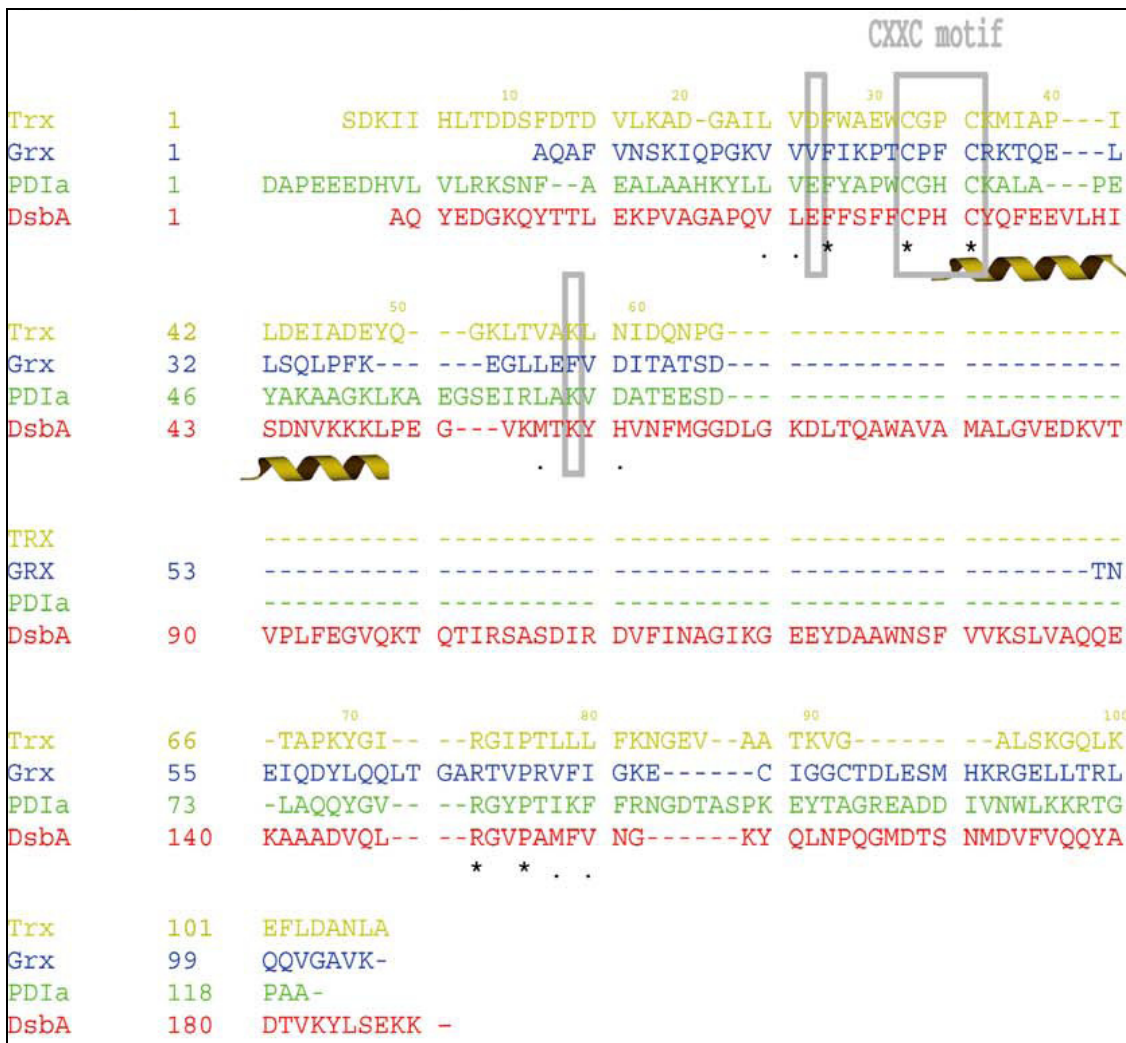 CXXC motif
10 20 30 40
Trx 1 SDKII HLTDDSFDTD VLKAD-GAIL VDFWAEWCGP CKMIAP---I
Grx 1 AQAF VNSKIQPGKV VVFIKPTCPF CRKTQE---L
PDIa 1 DAPEEEDHVL VLRKSNF--A EALAAHKYLL VEFYAPWCGH CKALA---PE
DsbA 1 AQ YEDGKQYTTL EKPVAGAPQV LEFFSFFCPH CYQFEEVLHI
. . * * *
50 60
Trx 42 LDEIADEYQ- --GKLTVAKL NIDQNPG--- ---------- ----------
Grx 32 LSQLPFK--- ---EGLLEFV DITATSD--- ---------- ----------
PDIa 46 YAKAAGKLKA EGSEIRLAKV DATEESD--- ---------- ----------
DsbA 43 SDNVKKKLPEG G---VKMTKY HVNFMGGDLG KDLTQAWAVA MALGVEDKVT
. .
TRX ---------- ---------- ---------- ---------- ----------
GRX 53 ---------- ---------- ---------- ---------- --------TN
PDIa ---------- ---------- ---------- ---------- ----------
DsbA 90 VPLFEGVQKT QTIRSASDIR DVFINAGIKG EEYDAAWNSF VVKSLVAQQE
70 80 90 100
Trx 66 -TAPKYGI-- --RGIPTLLL FKNGEV--AA TKVG------ --ALSKGQLK
Grx 55 EIQDYLQQLT GARTVPRVFI GKE------C IGGCTDLESM HKRGELLTRL
PDIa 73 -LAQQYGV-- --RGYPTIKF FRNGDTASPK EYTAGREADD IVNWLKKRTG
DsbA 140 KAAADVQL-- --RGVPAMFV NG------KY QLNPQGMDTS NMDVFVQQYA
* * . .
Trx 101 EFLDANLA
Grx 99 QQVGAVK-
PDIa 118 PAA-
DsbA 180 DTVKYLSEKK -